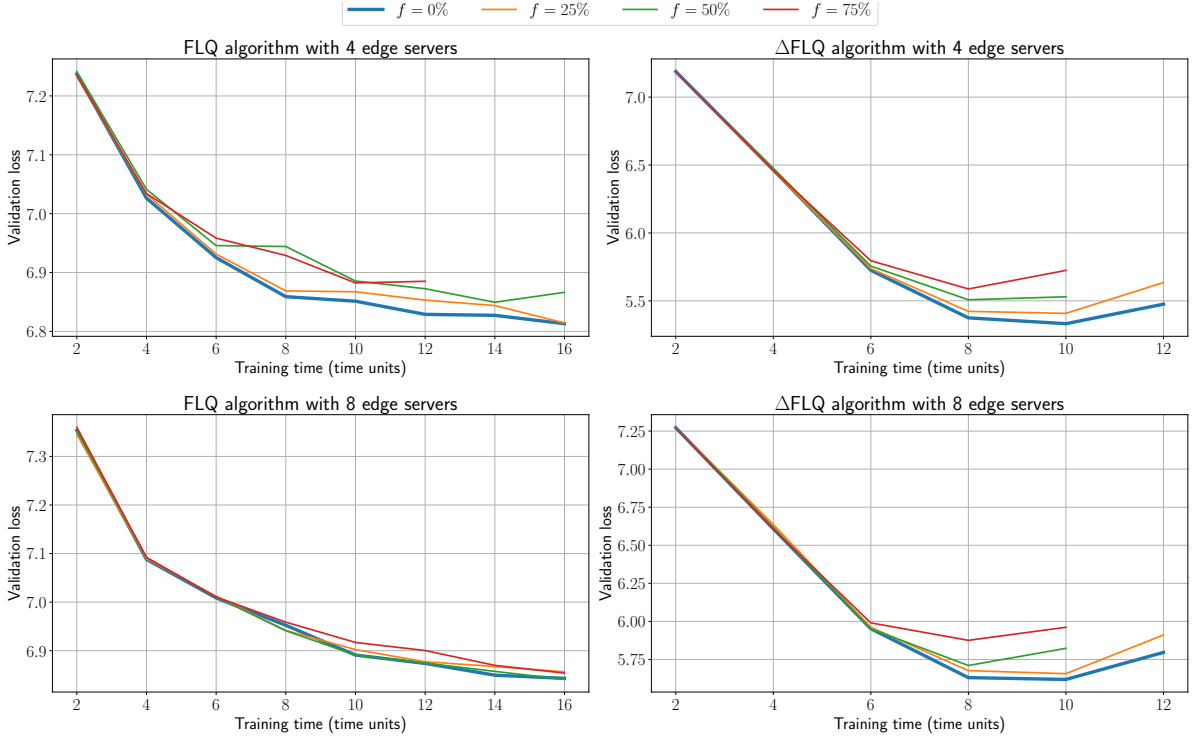 f = 0% f = 25% f = 50% f = 75%
FLQ algorithm with 4 edge servers
7.2
7.1
7.0
6.9
6.8
Validation loss
2 4 6 8 10 12 14 16
Training time (time units)
ΔFLQ algorithm with 4 edge servers
7.0
6.5
6.0
5.5
Validation loss
2 4 6 8 10 12
Training time (time units)
FLQ algorithm with 8 edge servers
7.3
7.2
7.1
7.0
6.9
Validation loss
2 4 6 8 10 12 14 16
Training time (time units)
ΔFLQ algorithm with 8 edge servers
7.25
7.00
6.75
6.50
6.25
6.00
5.75
Validation loss
2 4 6 8 10 12
Training time (time units)